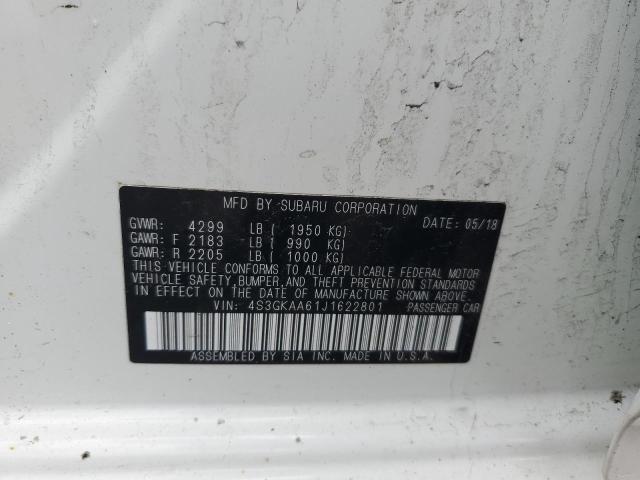 MFD BY SUBARU CORPORATION
GVWR: 4299 LB ( 1950 KG) DATE: 05/18
GAWR: F 2183 LB ( 990 KG)
GAWR: R 2205 LB ( 1000 KG)
THIS VEHICLE CONFORMS TO ALL APPLICABLE FEDERAL MOTOR
VEHICLE SAFETY, BUMPER, AND THEFT PREVENTION STANDARDS
IN EFFECT ON THE DATE OF MANUFACTURE SHOWN ABOVE.
VIN: 4S3GKAA61J1622801 PASSENGER CAR
ASSEMBLED BY SIA INC. MADE IN U.S.A.